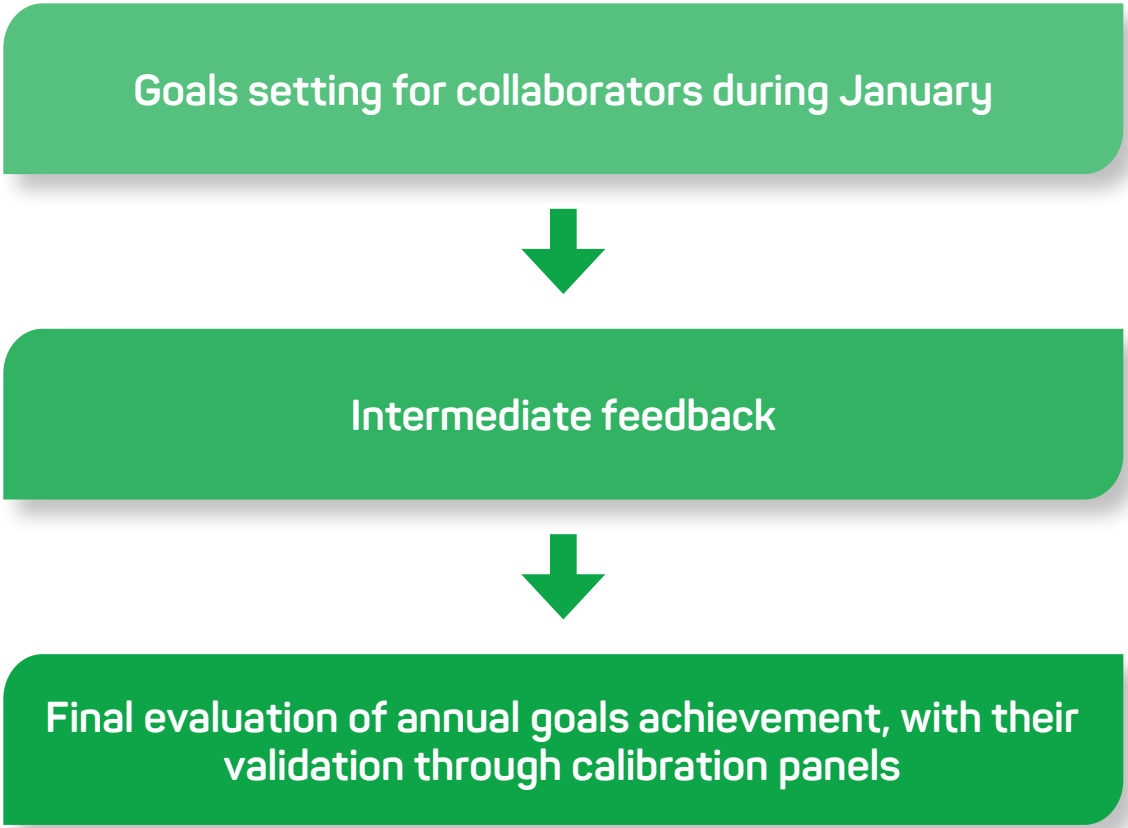 Goals setting for collaborators during January
Intermediate feedback
Final evaluation of annual goals achievement, with their
validation through calibration panels